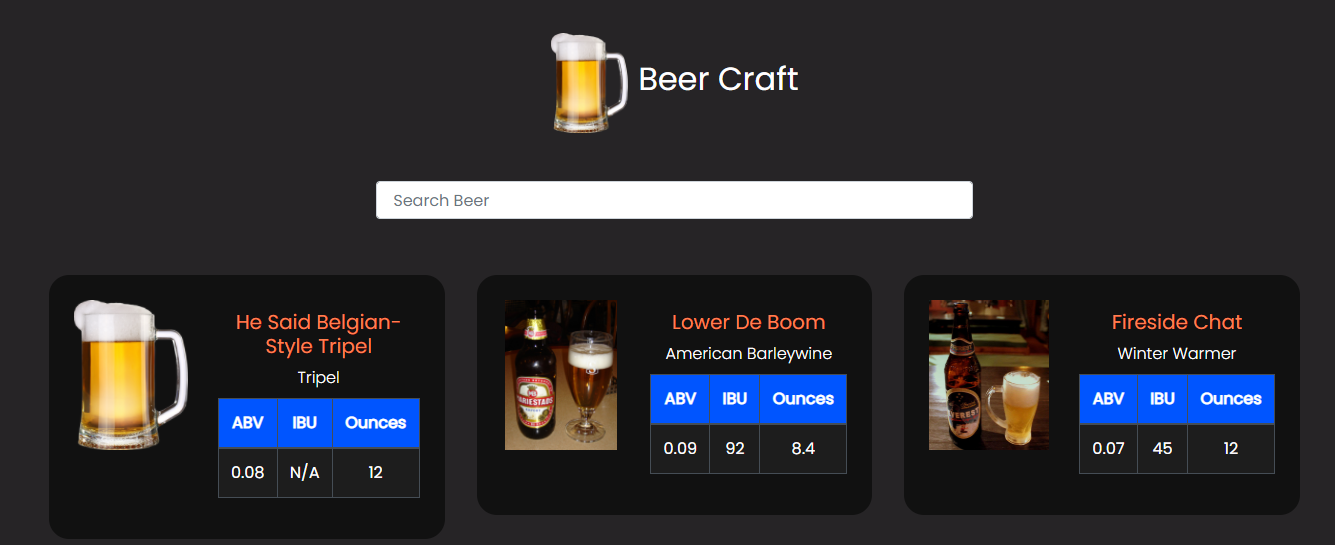 Beer Craft
Search Beer
He Said Belgian-
Style Tripel
Tripel
ABV IBU Ounces
0.08 N/A 12
Lower De Boom
American Barleywine
ABV IBU Ounces
0.09 92 8.4
Fireside Chat
Winter Warmer
ABV IBU Ounces
0.07 45 12